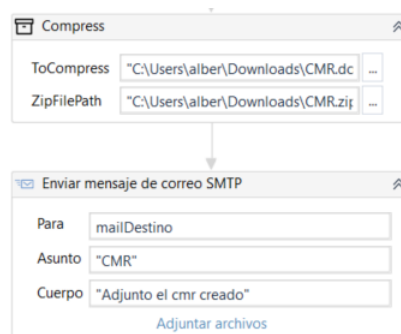 Compress
ToCompress "C:\Users\alber\Downloads\CMR.dc ...
ZipFilePath "C:\Users\alber\Downloads\CMR.zip ...
Enviar mensaje de correo SMTP
Para mailDestino
Asunto "CMR"
Cuerpo "Adjunto el cmr creado"
Adjuntar archivos